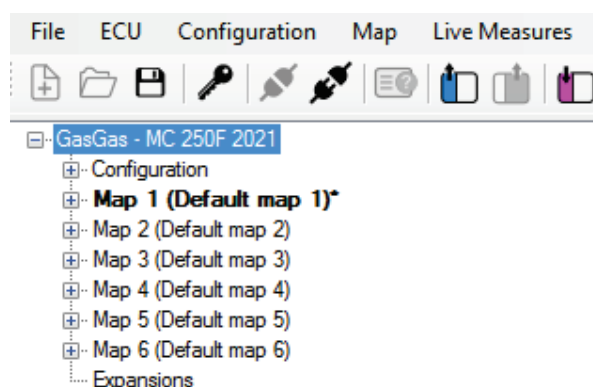 File ECU Configuration Map Live Measures
GasGas - MC 250F 2021
Configuration
Map 1 (Default map 1)*
Map 2 (Default map 2)
Map 3 (Default map 3)
Map 4 (Default map 4)
Map 5 (Default map 5)
Map 6 (Default map 6)
Expansions